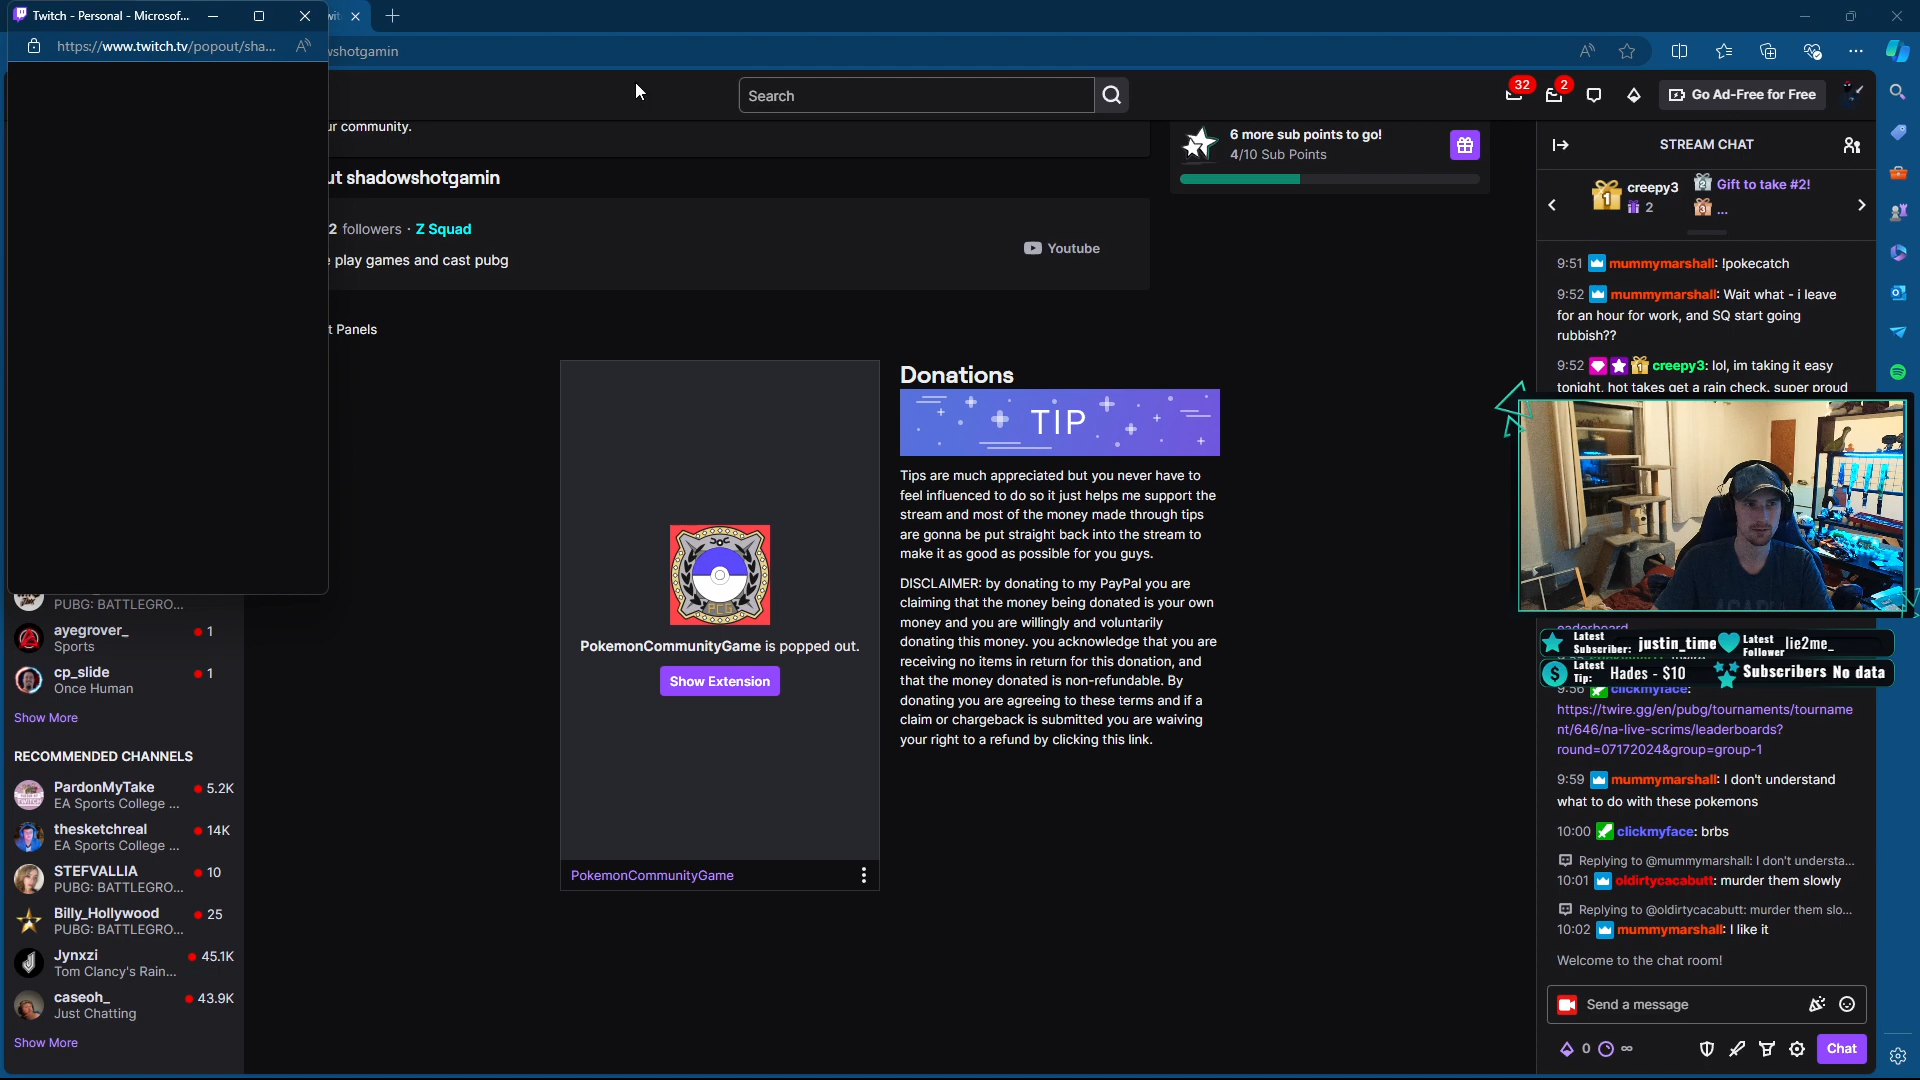 Twitch - Personal - Microsof...
https://www.twitch.tv/popout/sha...
wshotgamin
Search
32
2
Go Ad-Free for Free
ur community.
6 more sub points to go!
4/10 Sub Points
ut shadowshotgamin
2 followers · Z Squad
play games and cast pubg
Youtube
t Panels
PokemonCommunityGame is popped out.
Show Extension
PCG
PokemonCommunityGame
Donations
TIP
Tips are much appreciated but you never have to
feel influenced to do so it just helps me support the
stream and most of the money made through tips
are gonna be put straight back into the stream to
make it as good as possible for you guys.
DISCLAIMER: by donating to my PayPal you are
claiming that the money being donated is your own
money and you are willingly and voluntarily
donating this money. you acknowledge that you are
receiving no items in return for this donation, and
that the money donated is non-refundable. By
donating you are agreeing to these terms and if a
claim or chargeback is submitted you are waiving
your right to a refund by clicking this link.
PUBG: BATTLEGRO...
ayegrover_
1
Sports
cp_slide
1
Once Human
Show More
RECOMMENDED CHANNELS
PardonMyTake
5.2K
EA Sports College ...
thesketchreal
14K
EA Sports College ...
STEFVALLIA
10
PUBG: BATTLEGRO...
Billy_Hollywood
25
PUBG: BATTLEGRO...
Jynxzi
45.1K
Tom Clancy's Rain...
caseoh_
43.9K
Just Chatting
Show More
STREAM CHAT
1
creepy3
2
2 Gift to take #2!
3 ...
9:51 mummymarshall: !pokecatch
9:52 mummymarshall: Wait what - i leave
for an hour for work, and SQ start going
rubbish??
9:52 creepy3: lol, im taking it easy
tonight, hot takes get a rain check. super proud
eaderboard
Latest Subscriber: justin_time
Latest Follower lie2me_
Latest Tip: Hades - $10
Subscribers No data
9:56 clickmyface:
https://twire.gg/en/pubg/tournaments/tourname
nt/646/na-live-scrims/leaderboards?
round=07172024&group=group-1
9:59 mummymarshall: I don't understand
what to do with these pokemons
10:00 clickmyface: brbs
Replying to @mummymarshall: I don't understa...
10:01 oldirtycacabutt: murder them slowly
Replying to @oldirtycacabutt: murder them slo...
10:02 mummymarshall: I like it
Welcome to the chat room!
Send a message
0
∞
Chat